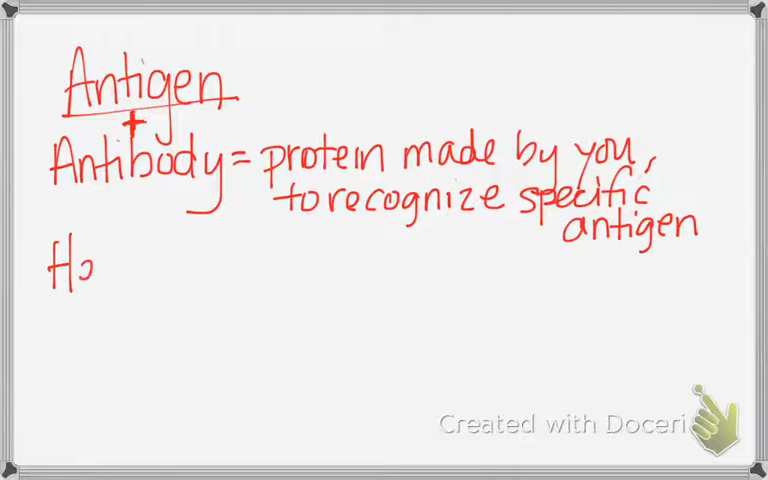 Antigen
+
Antibody = protein made by you,
to recognize specific
antigen
Created with Doceri